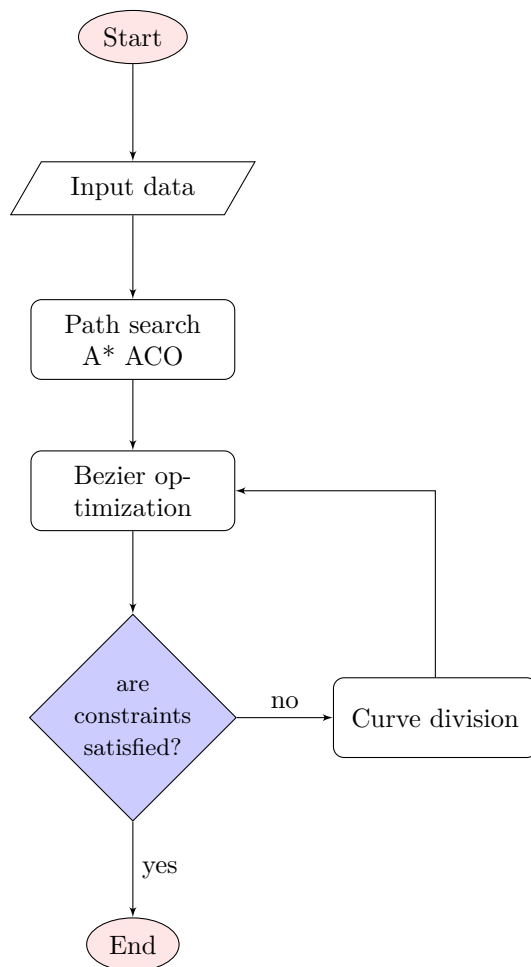 Start
Input data
Path search
A* ACO
Bezier op-
timization
are
constraints
satisfied?
no
Curve division
yes
End